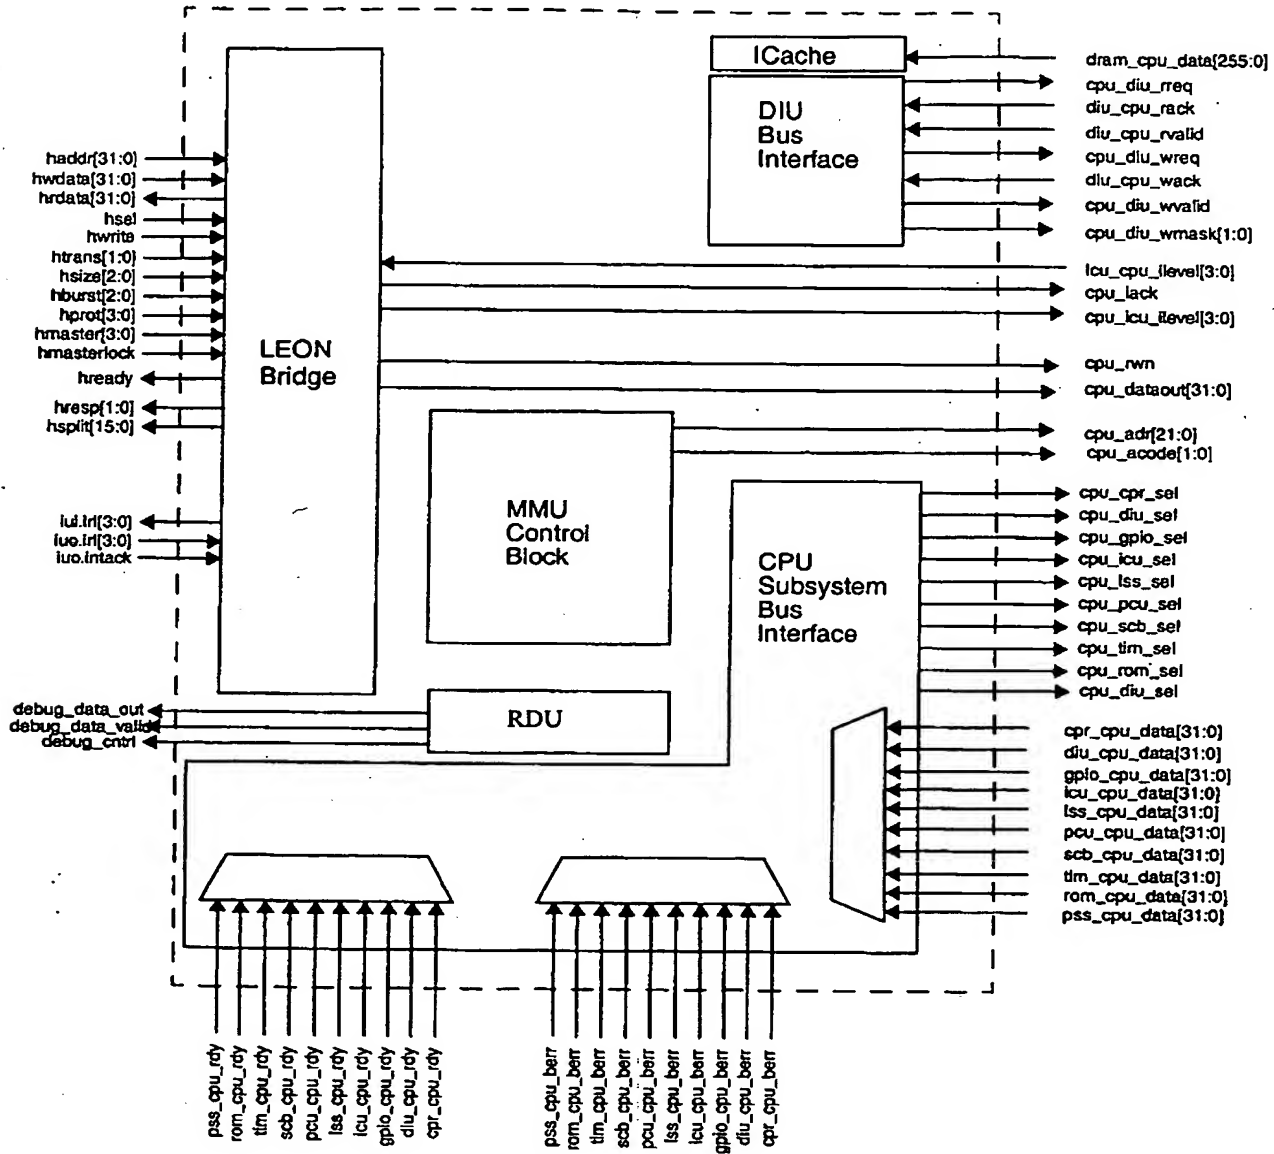 ICache
DIU
Bus
Interface
LEON
Bridge
MMU
Control
Block
CPU
Subsystem
Bus
Interface
RDU
haddr[31:0]
hwdata[31:0]
hrdata[31:0]
hsel
hwrite
htrans[1:0]
hsize[2:0]
hburst[2:0]
hprot[3:0]
hmaster[3:0]
hmasterlock
hready
hresp[1:0]
hsplit[15:0]
iui.irl[3:0]
iuo.irl[3:0]
iuo.intack
debug_data_out
debug_data_valid
debug_cntrl
dram_cpu_data[255:0]
cpu_diu_rreq
diu_cpu_rack
diu_cpu_rvalid
cpu_diu_wreq
diu_cpu_wack
cpu_diu_wvalid
cpu_diu_wmask[1:0]
icu_cpu_ilevel[3:0]
cpu_iack
cpu_icu_ilevel[3:0]
cpu_rwn
cpu_dataout[31:0]
cpu_adr[21:0]
cpu_acode[1:0]
cpu_cpr_sel
cpu_diu_sel
cpu_gpio_sel
cpu_icu_sel
cpu_lss_sel
cpu_pcu_sel
cpu_scb_sel
cpu_tim_sel
cpu_rom_sel
cpu_diu_sel
cpr_cpu_data[31:0]
diu_cpu_data[31:0]
gpio_cpu_data[31:0]
icu_cpu_data[31:0]
lss_cpu_data[31:0]
pcu_cpu_data[31:0]
scb_cpu_data[31:0]
tim_cpu_data[31:0]
rom_cpu_data[31:0]
pss_cpu_data[31:0]
pss_cpu_rdy
rom_cpu_rdy
tim_cpu_rdy
scb_cpu_rdy
pcu_cpu_rdy
lss_cpu_rdy
icu_cpu_rdy
gpio_cpu_rdy
diu_cpu_rdy
cpr_cpu_rdy
pss_cpu_berr
rom_cpu_berr
tim_cpu_berr
scb_cpu_berr
pcu_cpu_berr
lss_cpu_berr
icu_cpu_berr
gpio_cpu_berr
diu_cpu_berr
cpr_cpu_berr